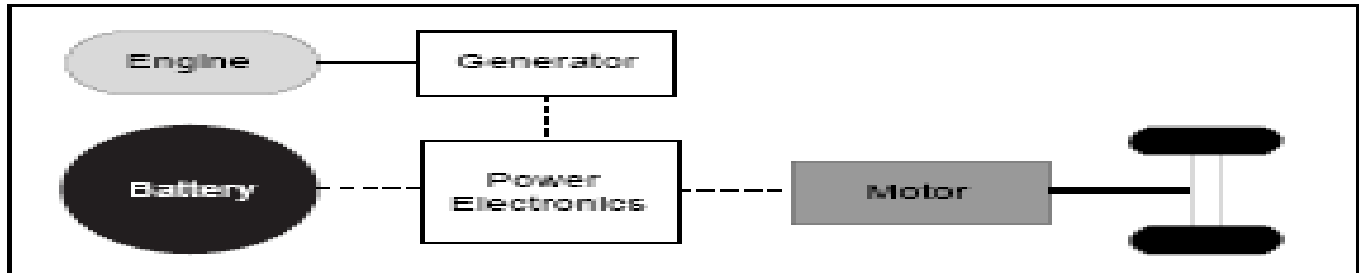 Engine
Generator
Battery
Power
Electronics
Motor